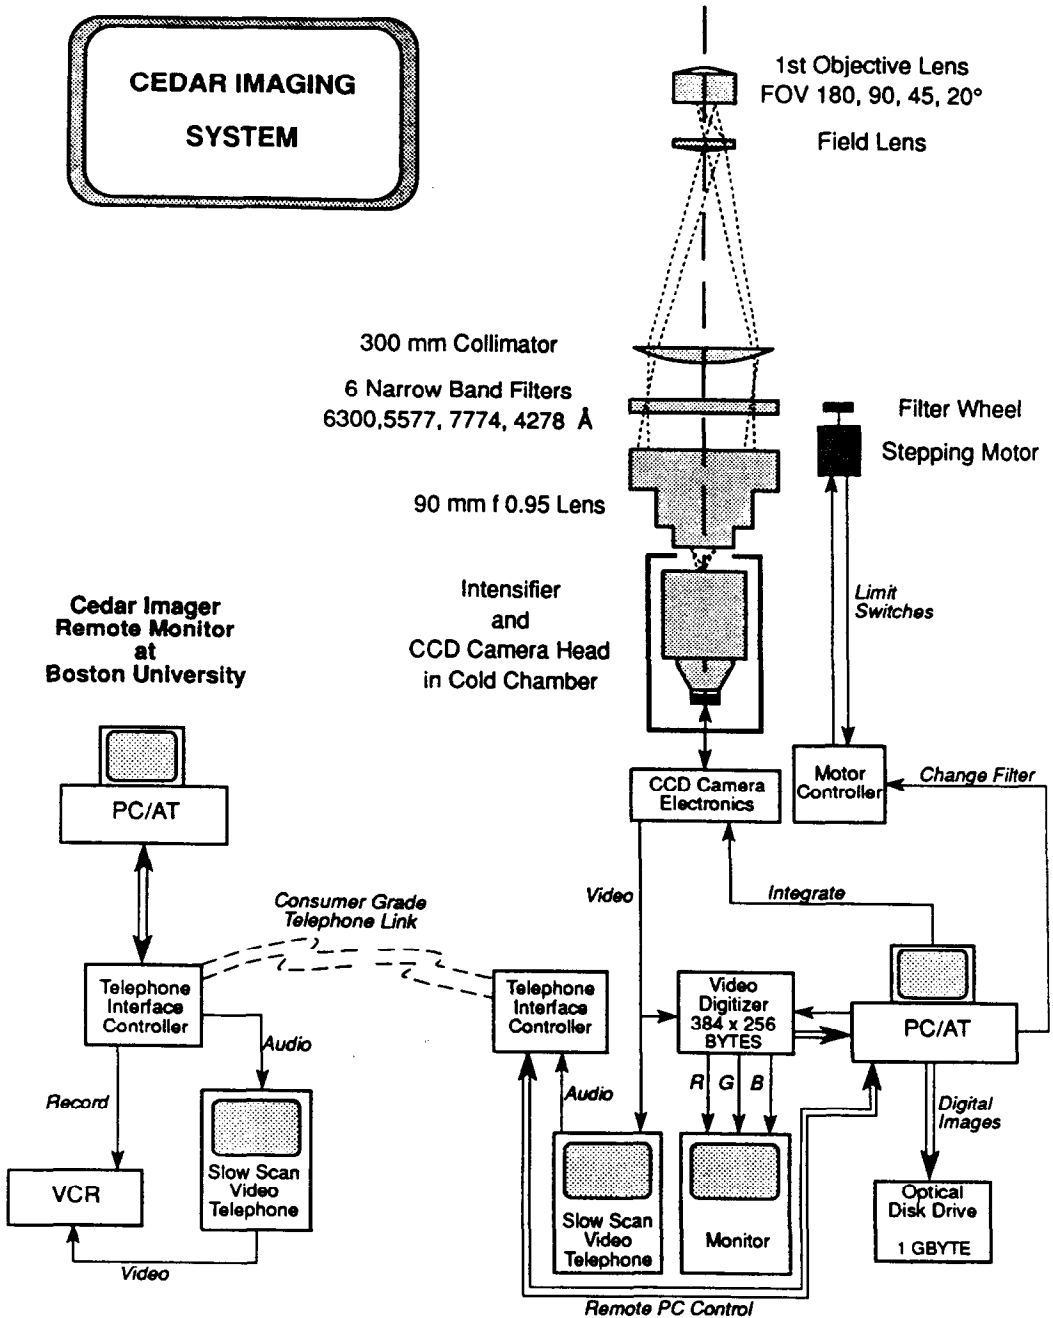 CEDAR IMAGING
SYSTEM
1st Objective Lens
FOV 180, 90, 45, 20°
Field Lens
300 mm Collimator
6 Narrow Band Filters
6300,5577, 7774, 4278 Å
Filter Wheel
Stepping Motor
90 mm f 0.95 Lens
Limit
Switches
Intensifier
and
CCD Camera Head
in Cold Chamber
Cedar Imager
Remote Monitor
at
Boston University
PC/AT
CCD Camera
Electronics
Motor
Controller
Change Filter
Video
Integrate
Consumer Grade
Telephone Link
Telephone
Interface
Controller
Telephone
Interface
Controller
Video
Digitizer
384 x 256
BYTES
PC/AT
Audio
Record
Audio
R G B
Digital
Images
VCR
Slow Scan
Video
Telephone
Slow Scan
Video
Telephone
Monitor
Optical
Disk Drive
1 GBYTE
Video
Remote PC Control